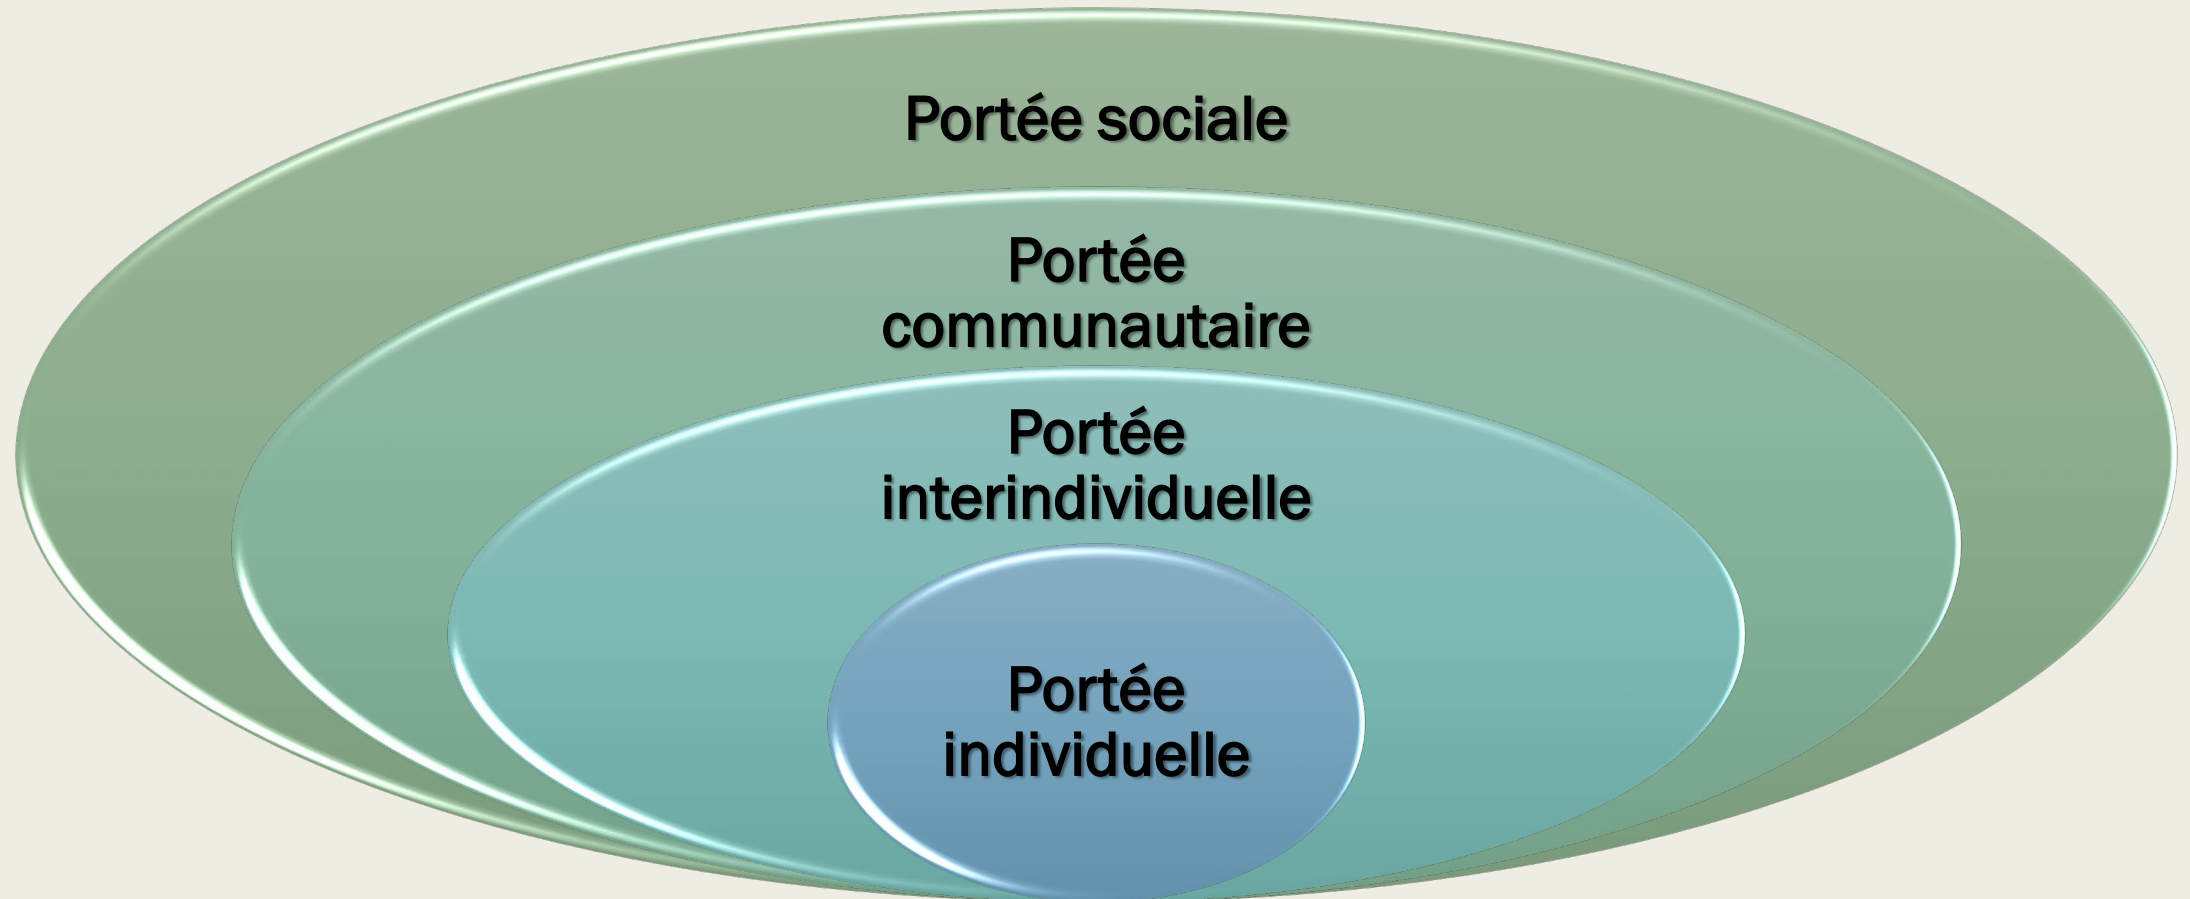 Portée sociale
Portée
communautaire
Portée
interindividuelle
Portée
individuelle